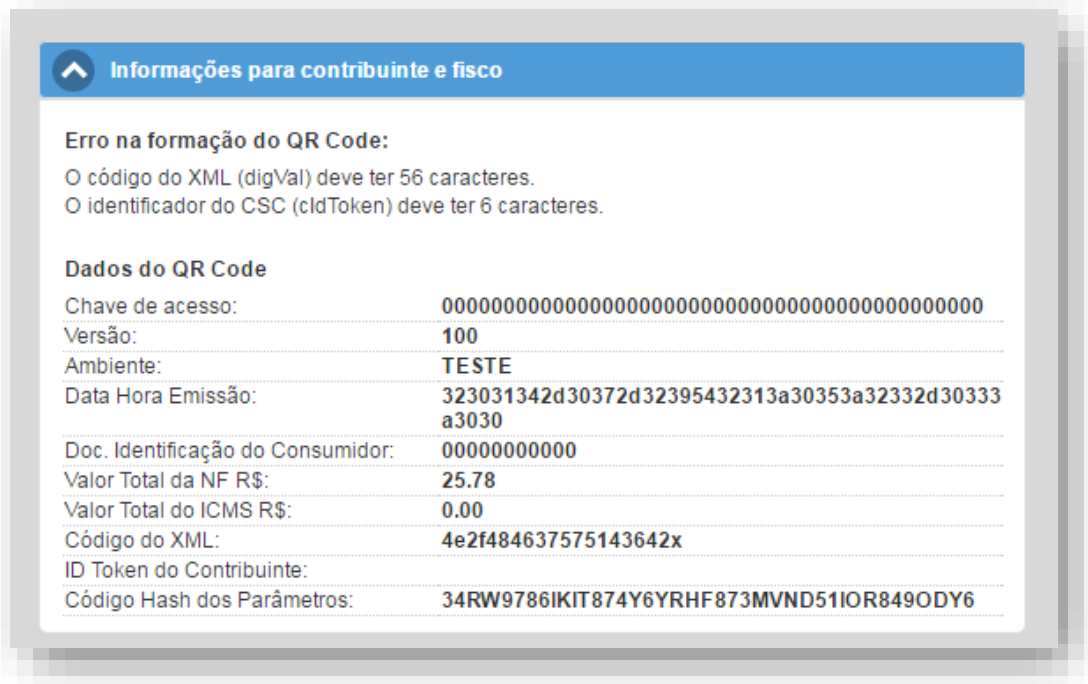 Informações para contribuinte e fisco
Erro na formação do QR Code:
O código do XML (digVal) deve ter 56 caracteres.
O identificador do CSC (cIdToken) deve ter 6 caracteres.
Dados do QR Code
Chave de acesso: 00000000000000000000000000000000000000000000
Versão: 100
Ambiente: TESTE
Data Hora Emissão: 323031342d30372d32395432313a30353a32332d30333
a3030
Doc. Identificação do Consumidor: 00000000000
Valor Total da NF R$: 25.78
Valor Total do ICMS R$: 0.00
Código do XML: 4e2f484637575143642x
ID Token do Contribuinte:
Código Hash dos Parâmetros: 34RW9786IKIT874Y6YRHF873MVND51IOR849ODY6